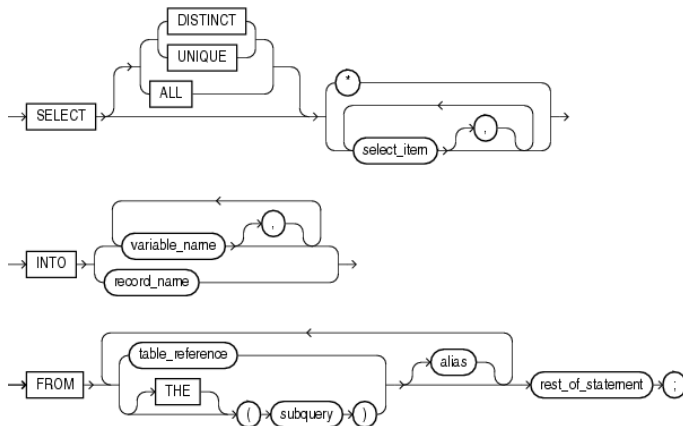 DISTINCT
UNIQUE
ALL
*
SELECT
select_item ,
variable_name ,
INTO
record_name
table_reference
alias
FROM
THE
rest_of_statement ;
( subquery )